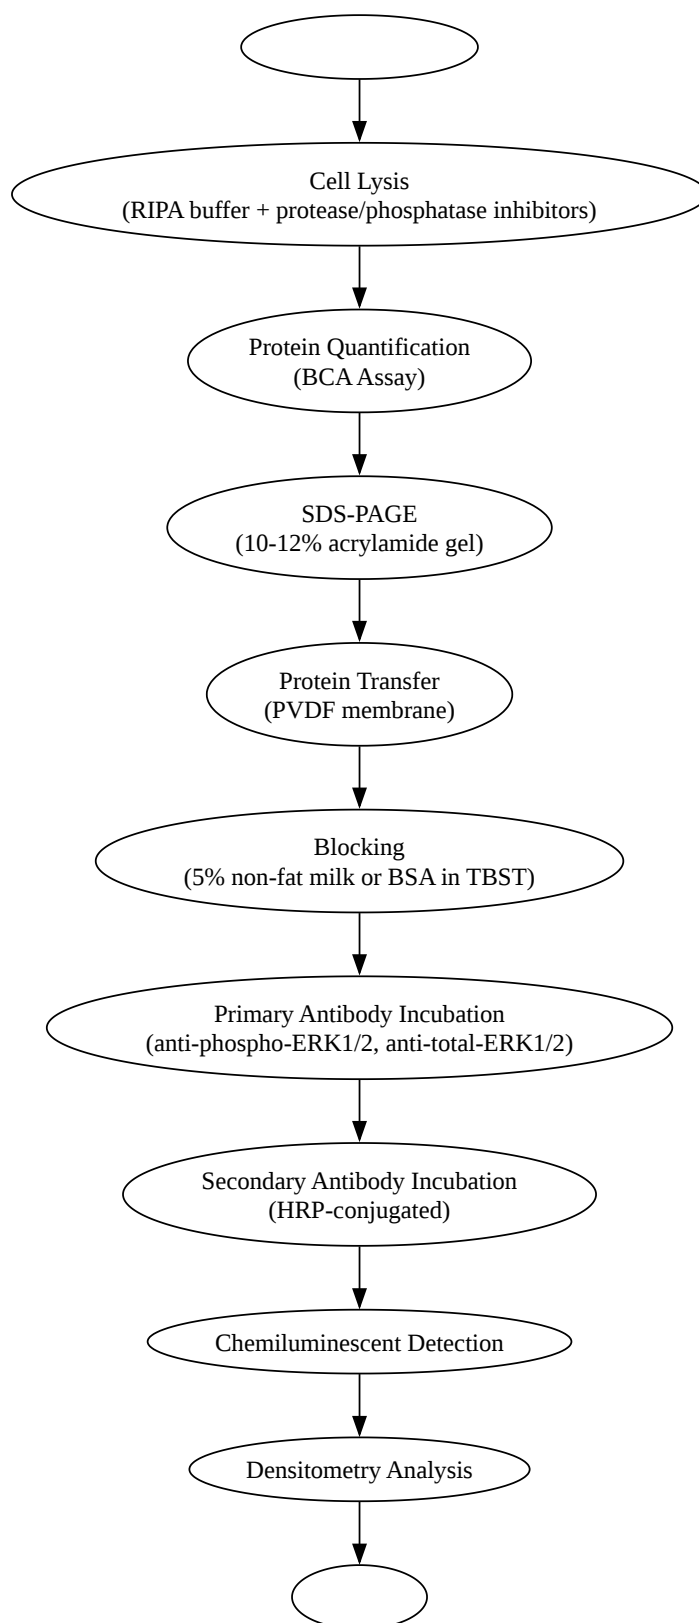 Cell Lysis
(RIPA buffer + protease/phosphatase inhibitors)
Protein Quantification
(BCA Assay)
SDS-PAGE
(10-12% acrylamide gel)
Protein Transfer
(PVDF membrane)
Blocking
(5% non-fat milk or BSA in TBST)
Primary Antibody Incubation
(anti-phospho-ERK1/2, anti-total-ERK1/2)
Secondary Antibody Incubation
(HRP-conjugated)
Chemiluminescent Detection
Densitometry Analysis